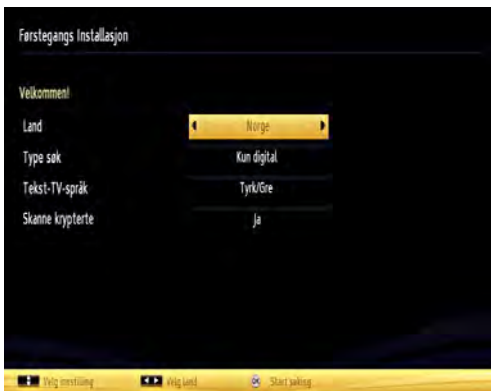 Førstegangs Installasjon
Velkommen!
Land Norge
Type søk Kun digital
Tekst-TV-språk Tyrk/Gre
Skanne krypterte Ja
Velg innstilling Velg land OK Start søking